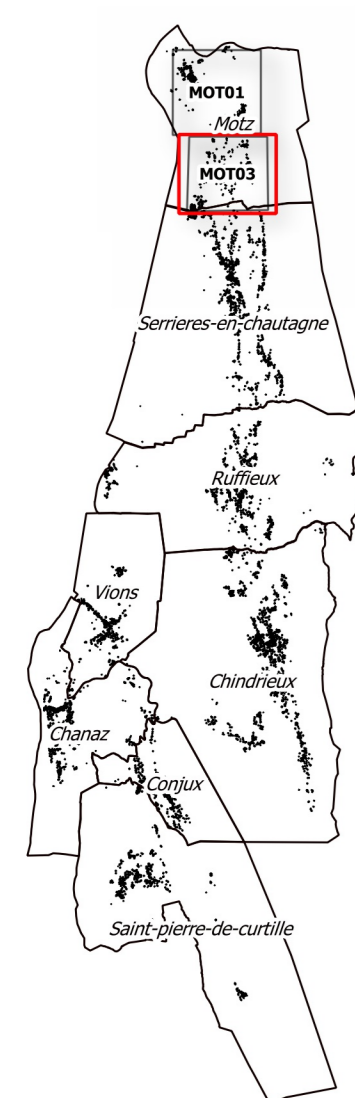 MOT01
Motz
MOT03
Serrieres-en-chautagne
Ruffieux
Vions
Chindrieux
Chanaz
Conjux
Saint-pierre-de-curtille